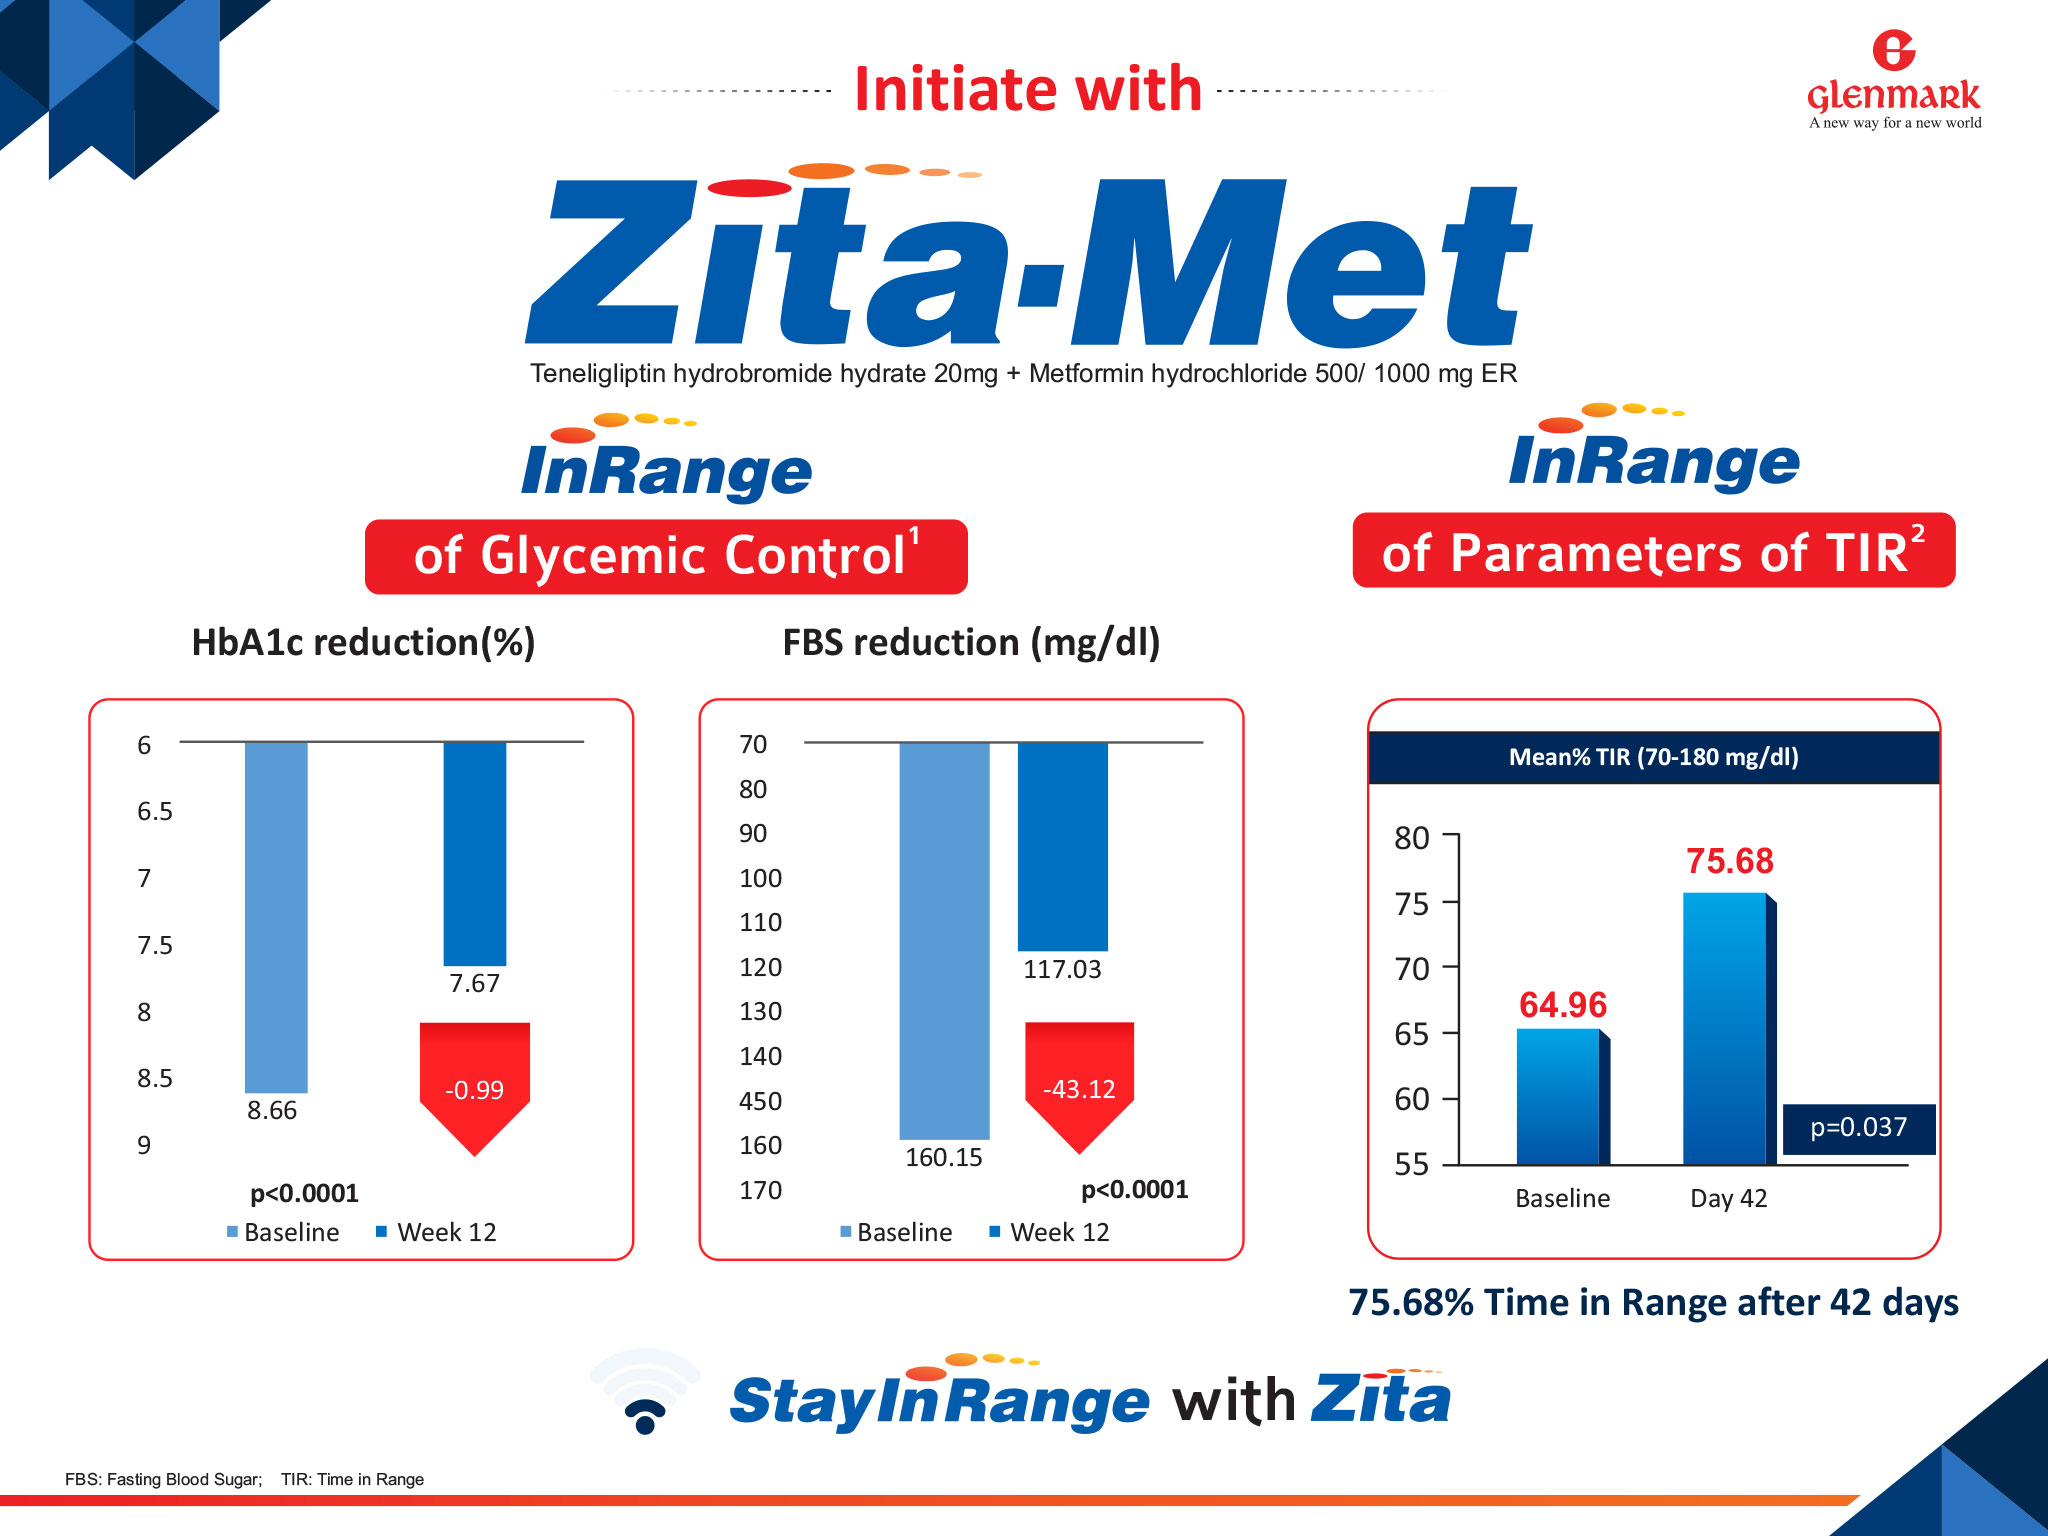 Initiate with
GLENMARK
A new way for a new world
Zita-Met
Teneligliptin hydrobromide hydrate 20mg + Metformin hydrochloride 500/ 1000 mg ER
InRange
of Glycemic Control¹
InRange
of Parameters of TIR²
HbA1c reduction(%)
6
6.5
7
7.5
8
8.5
9
8.66
7.67
-0.99
p<0.0001
Baseline Week 12
FBS reduction (mg/dl)
70
80
90
100
110
120
130
140
450
160
170
160.15
117.03
-43.12
p<0.0001
Baseline Week 12
Mean% TIR (70-180 mg/dl)
80
75
70
65
60
55
64.96
75.68
p=0.037
Baseline Day 42
75.68% Time in Range after 42 days
StayInRange with Zita
FBS: Fasting Blood Sugar; TIR: Time in Range